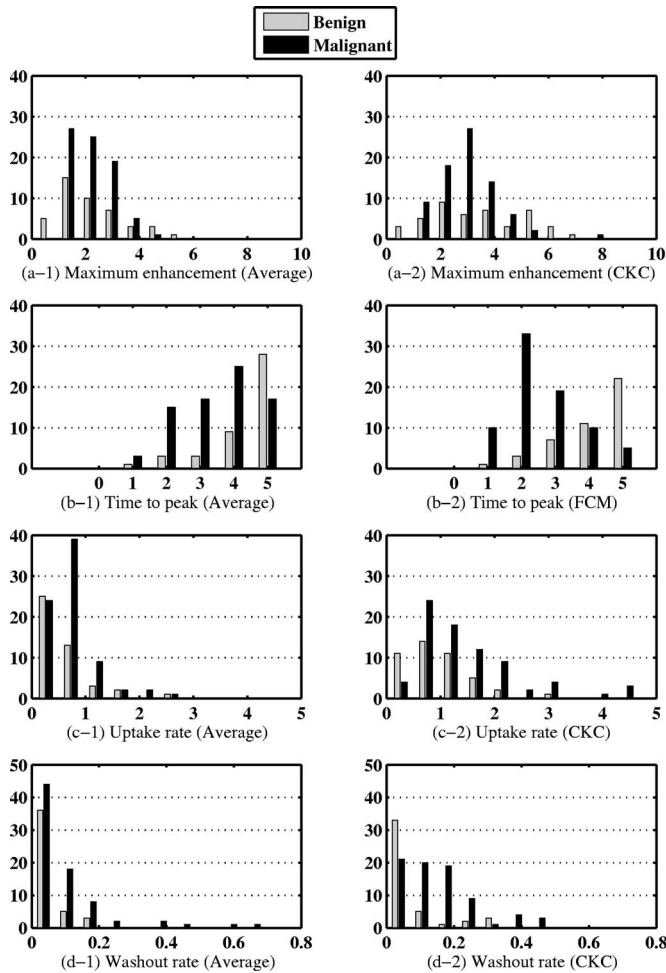 Benign
Malignant
40
30
20
10
0
0 2 4 6 8 10
(a−1) Maximum enhancement (Average)
40
30
20
10
0
0 2 4 6 8 10
(a−2) Maximum enhancement (CKC)
40
30
20
10
0
0 1 2 3 4 5
(b−1) Time to peak (Average)
40
30
20
10
0
0 1 2 3 4 5
(b−2) Time to peak (FCM)
40
30
20
10
0
0 1 2 3 4 5
(c−1) Uptake rate (Average)
40
30
20
10
0
0 1 2 3 4 5
(c−2) Uptake rate (CKC)
50
40
30
20
10
0
0 0.2 0.4 0.6 0.8
(d−1) Washout rate (Average)
50
40
30
20
10
0
0 0.2 0.4 0.6 0.8
(d−2) Washout rate (CKC)